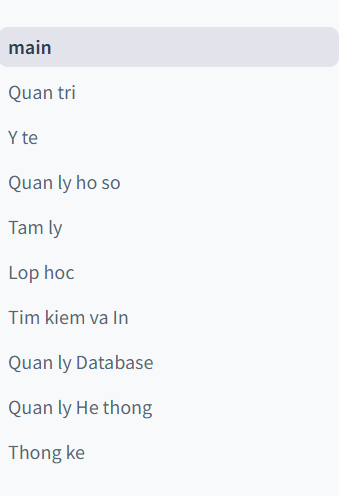 main
Quan tri
Y te
Quan ly ho so
Tam ly
Lop hoc
Tim kiem va In
Quan ly Database
Quan ly He thong
Thong ke